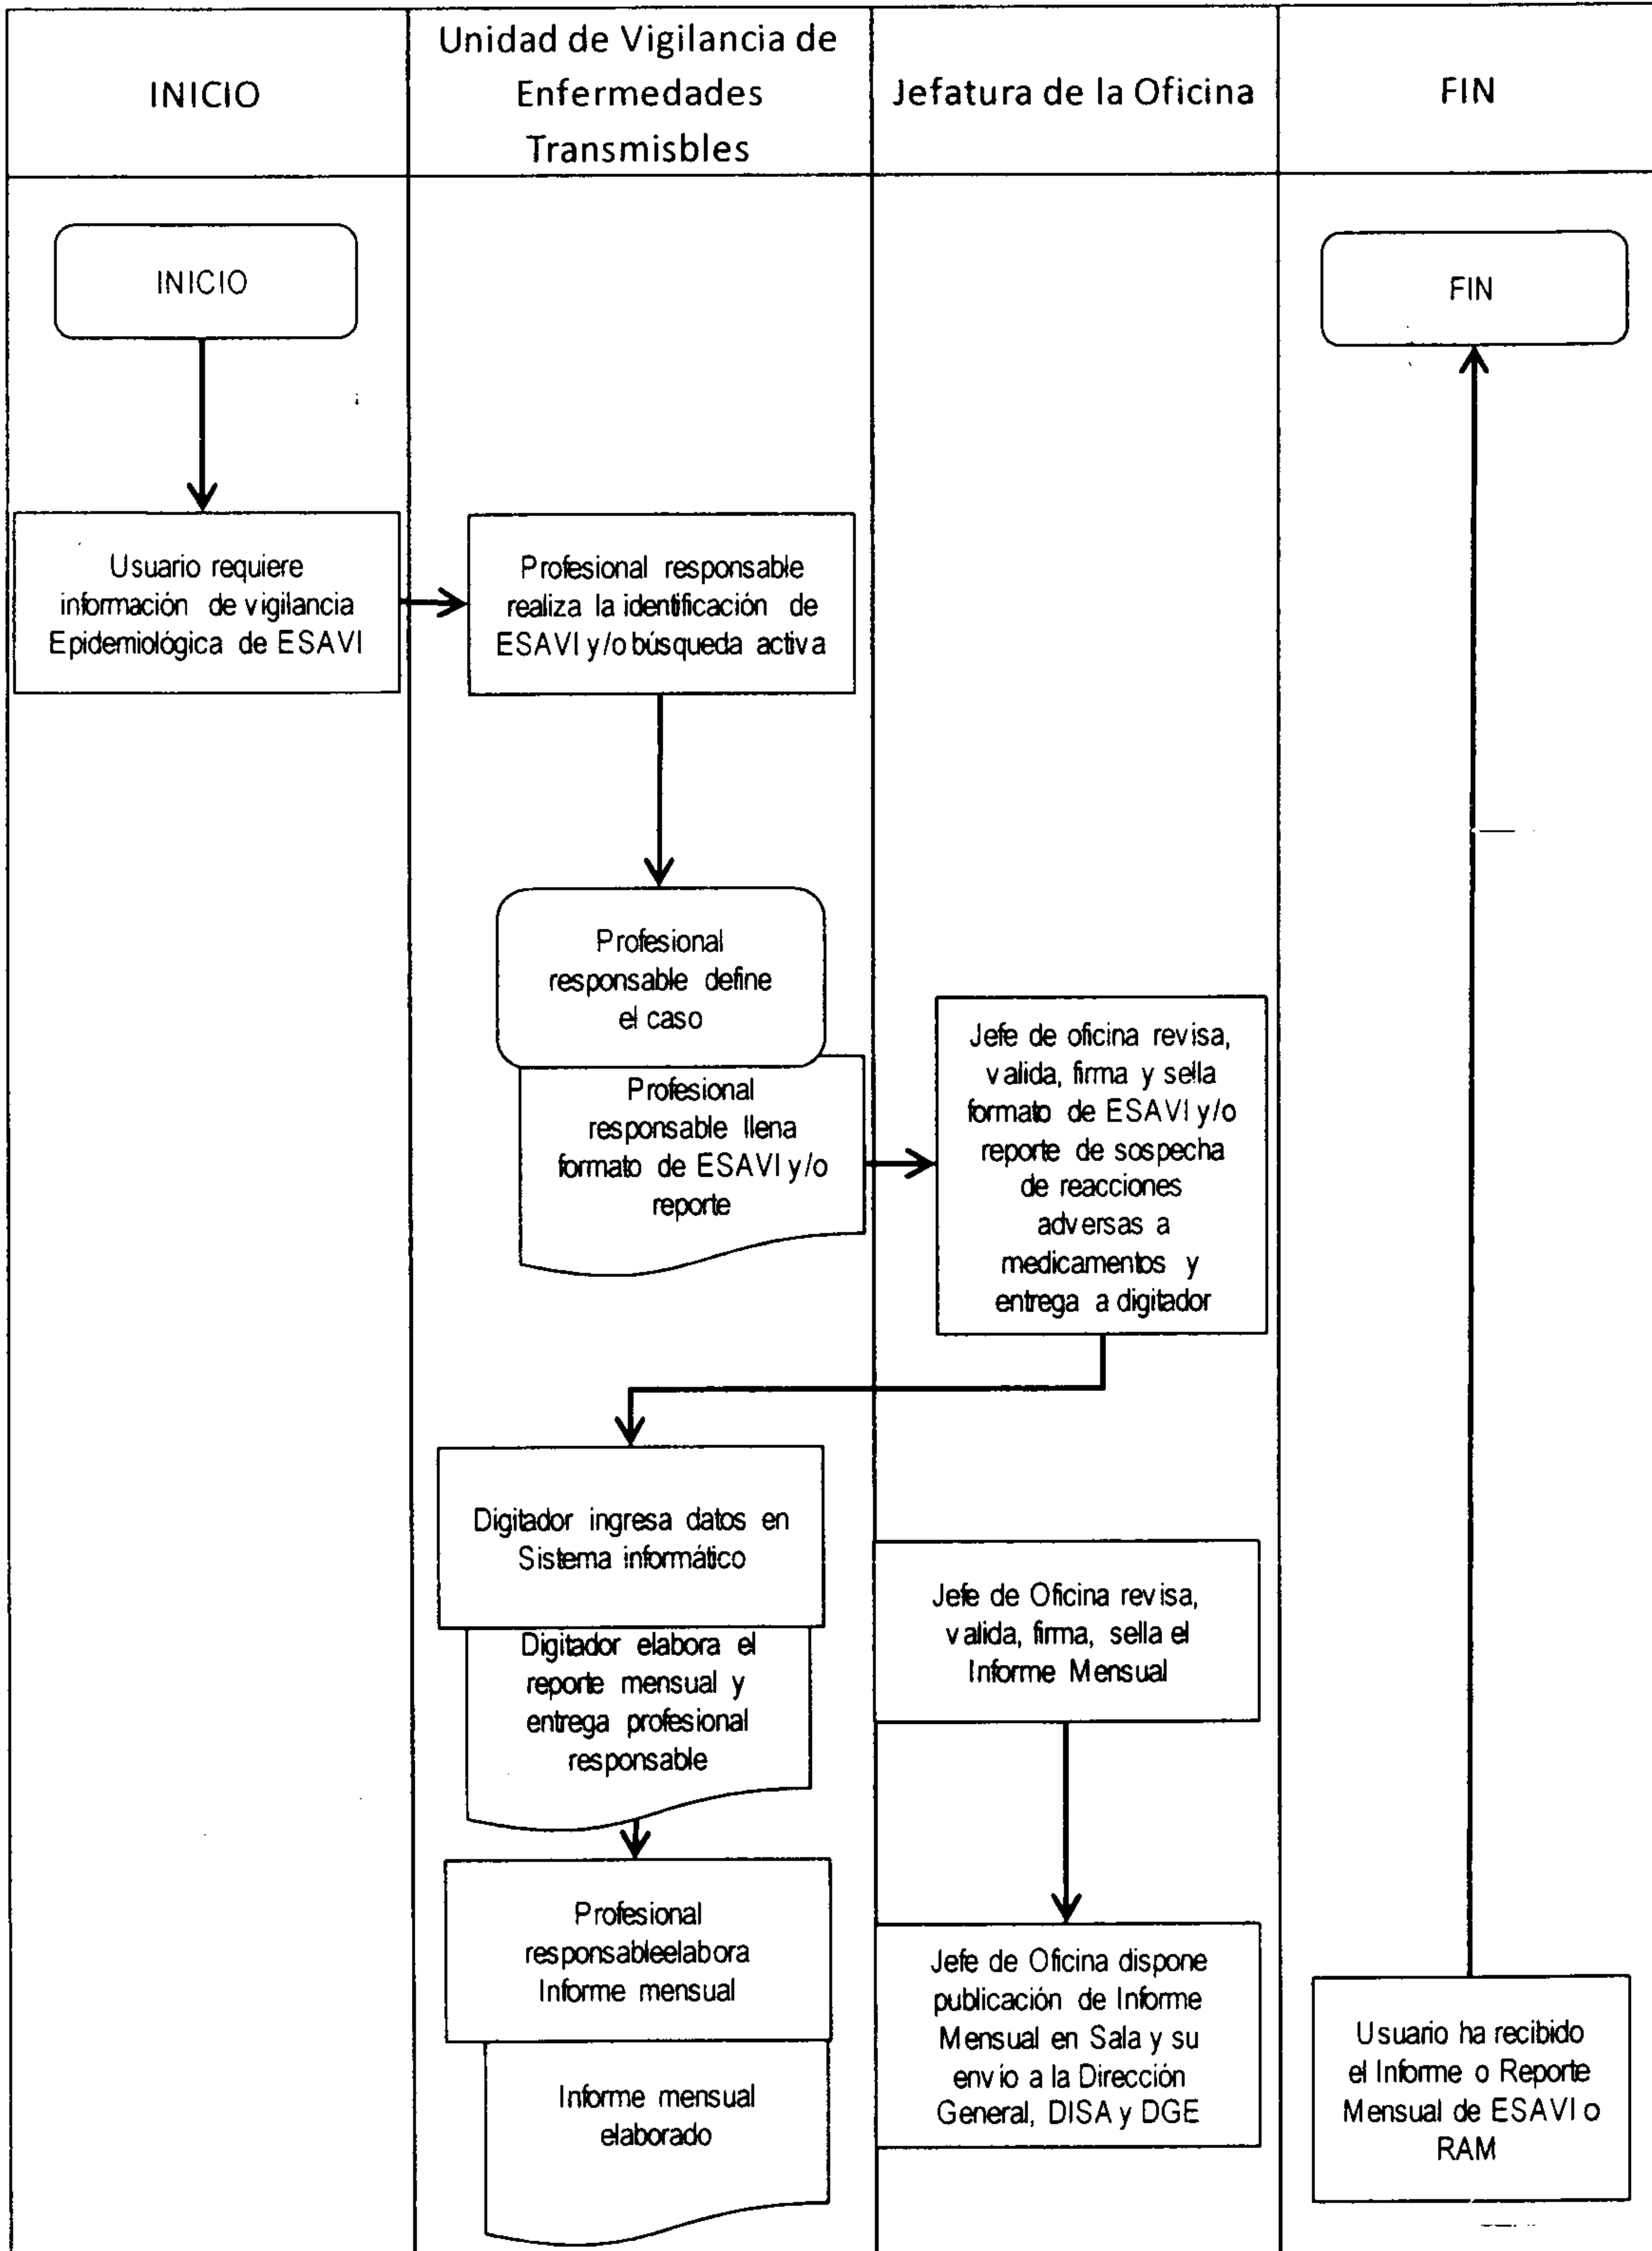 INICIO
Unidad de Vigilancia de
Enfermedades
Transmisbles
Jefatura de la Oficina
FIN
INICIO
FIN
Usuario requiere
información de vigilancia
Epidemiológica de ESAVI
Profesional responsable
realiza la identificación de
ESAVI y/o búsqueda activa
Profesional
responsable define
el caso
Profesional
responsable llena
formato de ESAVI y/o
reporte
Jefe de oficina revisa,
valida, firma y sella
formato de ESAVI y/o
reporte de sospecha
de reacciones
adversas a
medicamentos y
entrega a digitador
Digitador ingresa datos en
Sistema informático
Digitador elabora el
reporte mensual y
entrega profesional
responsable
Jefe de Oficina revisa,
valida, firma, sella el
Informe Mensual
Profesional
responsableelabora
Informe mensual
Informe mensual
elaborado
Jefe de Oficina dispone
publicación de Informe
Mensual en Sala y su
envío a la Dirección
General, DISA y DGE
Usuario ha recibido
el Informe o Reporte
Mensual de ESAVI o
RAM